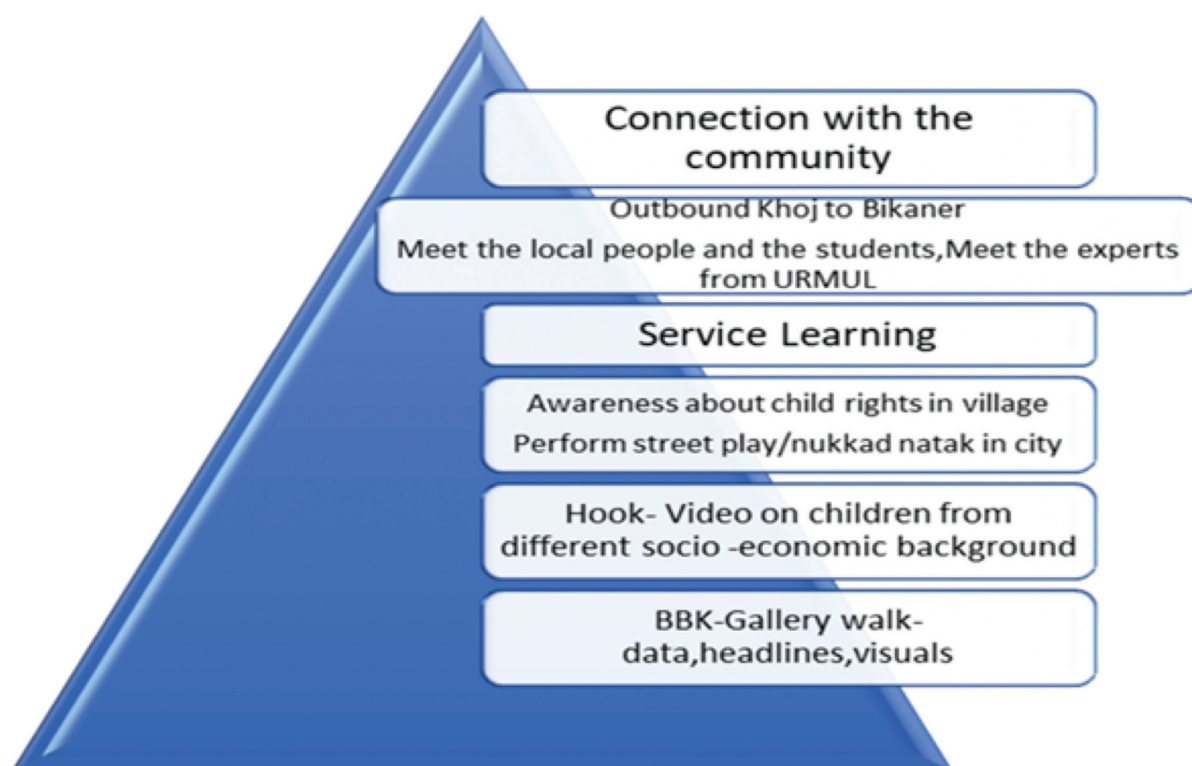 Connection with the
community
Outbound Khoj to Bikaner
Meet the local people and the students,Meet the experts
from URMUL
Service Learning
Awareness about child rights in village
Perform street play/nukkad natak in city
Hook- Video on children from
different socio -economic background
BBK-Gallery walk-
data,headlines,visuals